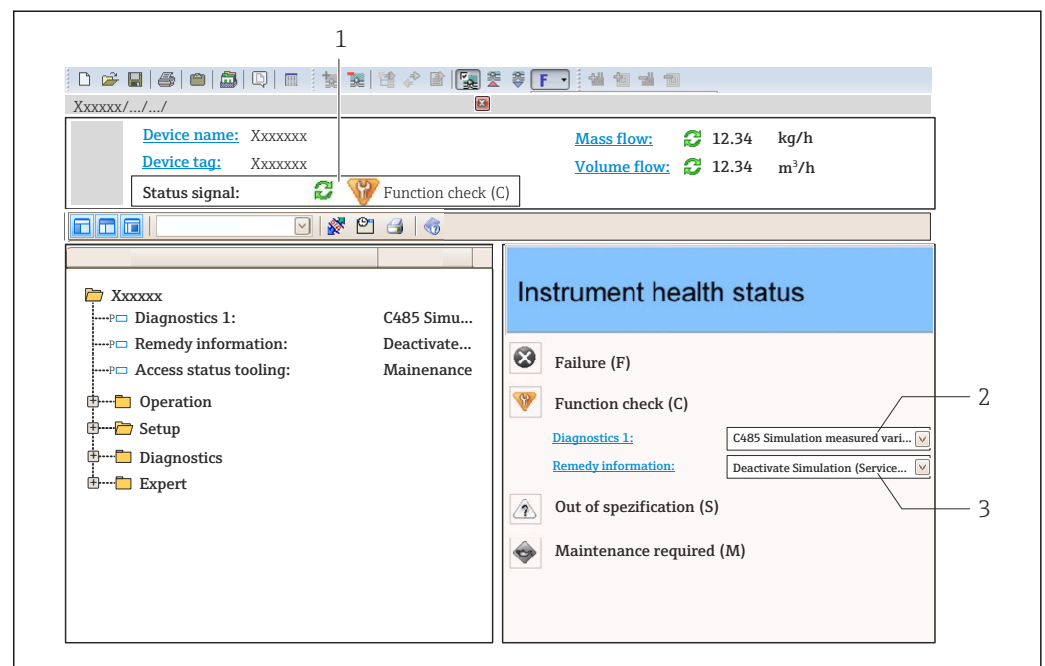 1
F
Xxxxxx/.../.../
Device name: Xxxxxxx
Mass flow: 12.34 kg/h
Device tag: Xxxxxxx
Volume flow: 12.34 m³/h
Status signal: Function check (C)
Xxxxxx
Diagnostics 1: C485 Simu...
Remedy information: Deactivate...
Access status tooling: Mainenance
Operation
Setup
Diagnostics
Expert
Instrument health status
Failure (F)
Function check (C)
2
Diagnostics 1: C485 Simulation measured vari...
Remedy information: Deactivate Simulation (Service...
Out of spezification (S)
3
Maintenance required (M)